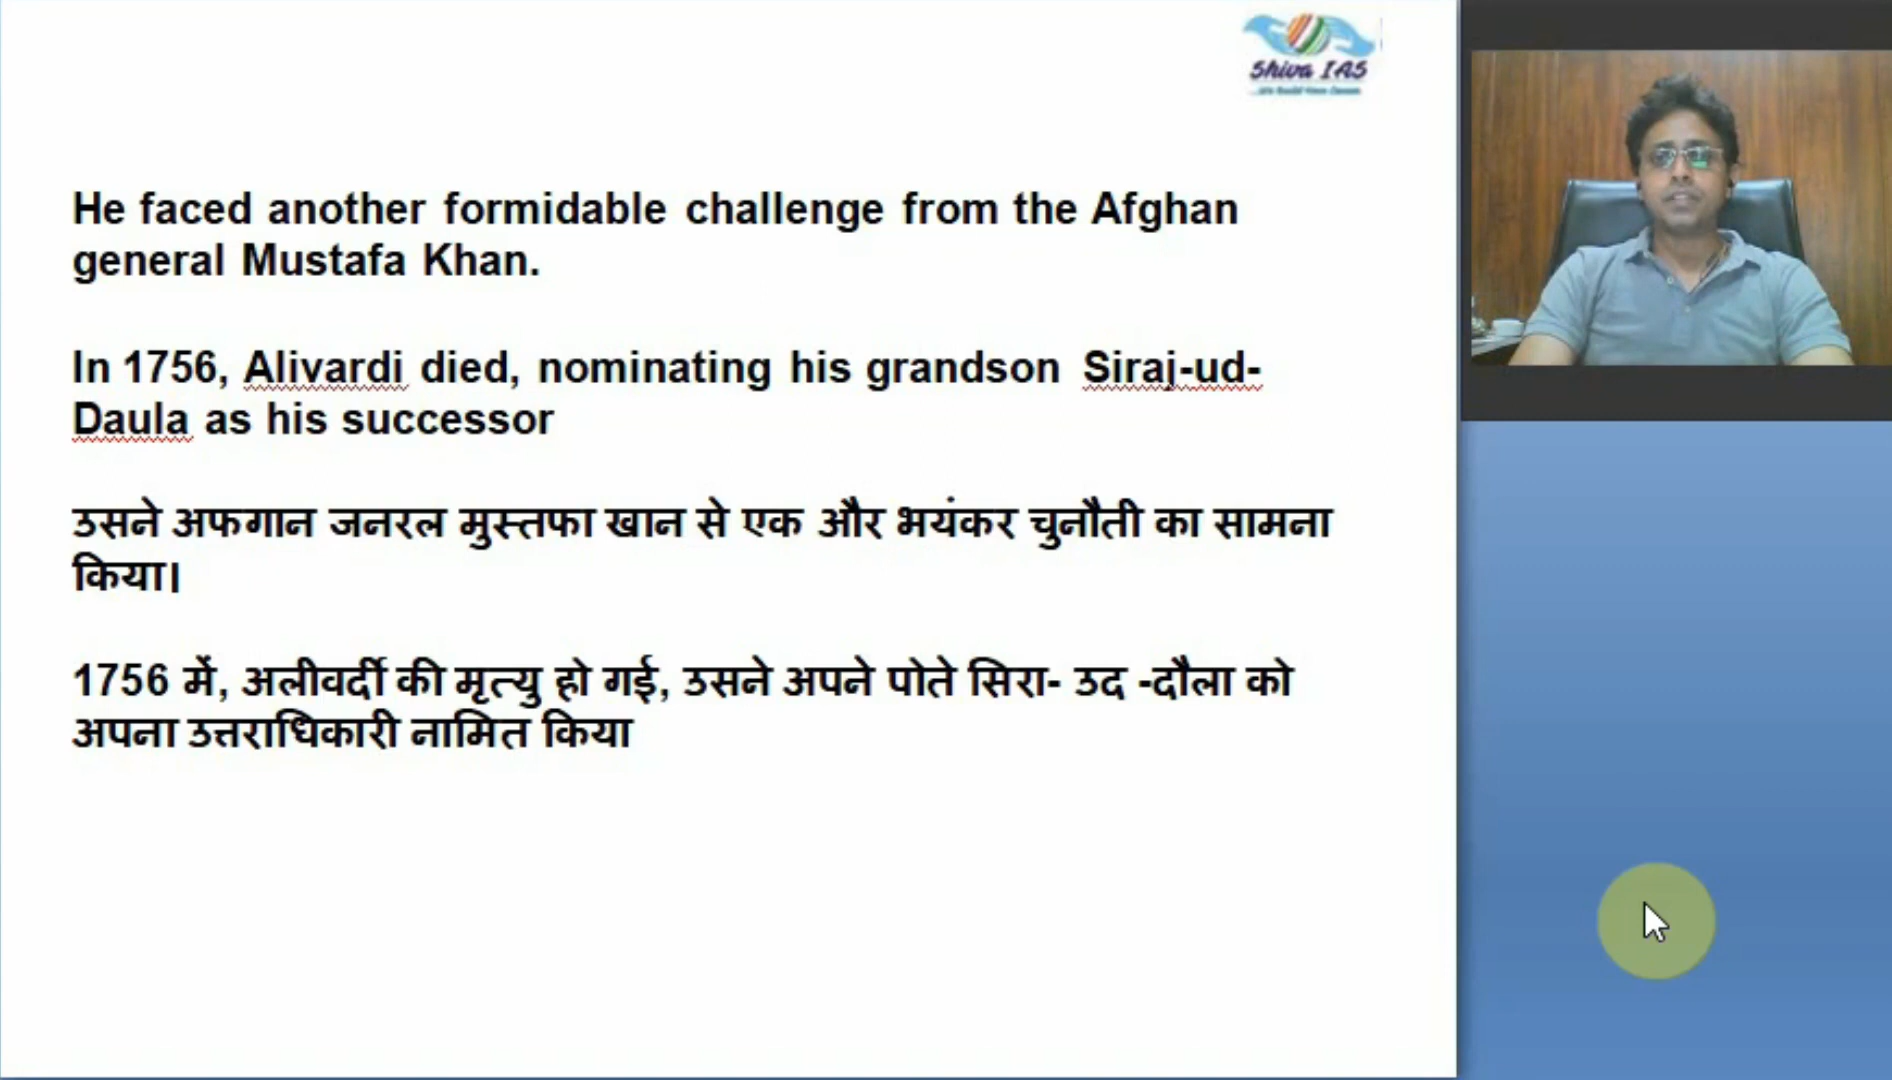 Shiva IAS
He faced another formidable challenge from the Afghan
general Mustafa Khan.
In 1756, Alivardi died, nominating his grandson Siraj-ud-
Daula as his successor
उसने अफगान जनरल मुस्तफा खान से एक और भयंकर चुनौती का सामना
किया।
1756 में, अलीवर्दी की मृत्यु हो गई, उसने अपने पोते सिरा- उद -दौला को
अपना उत्तराधिकारी नामित किया